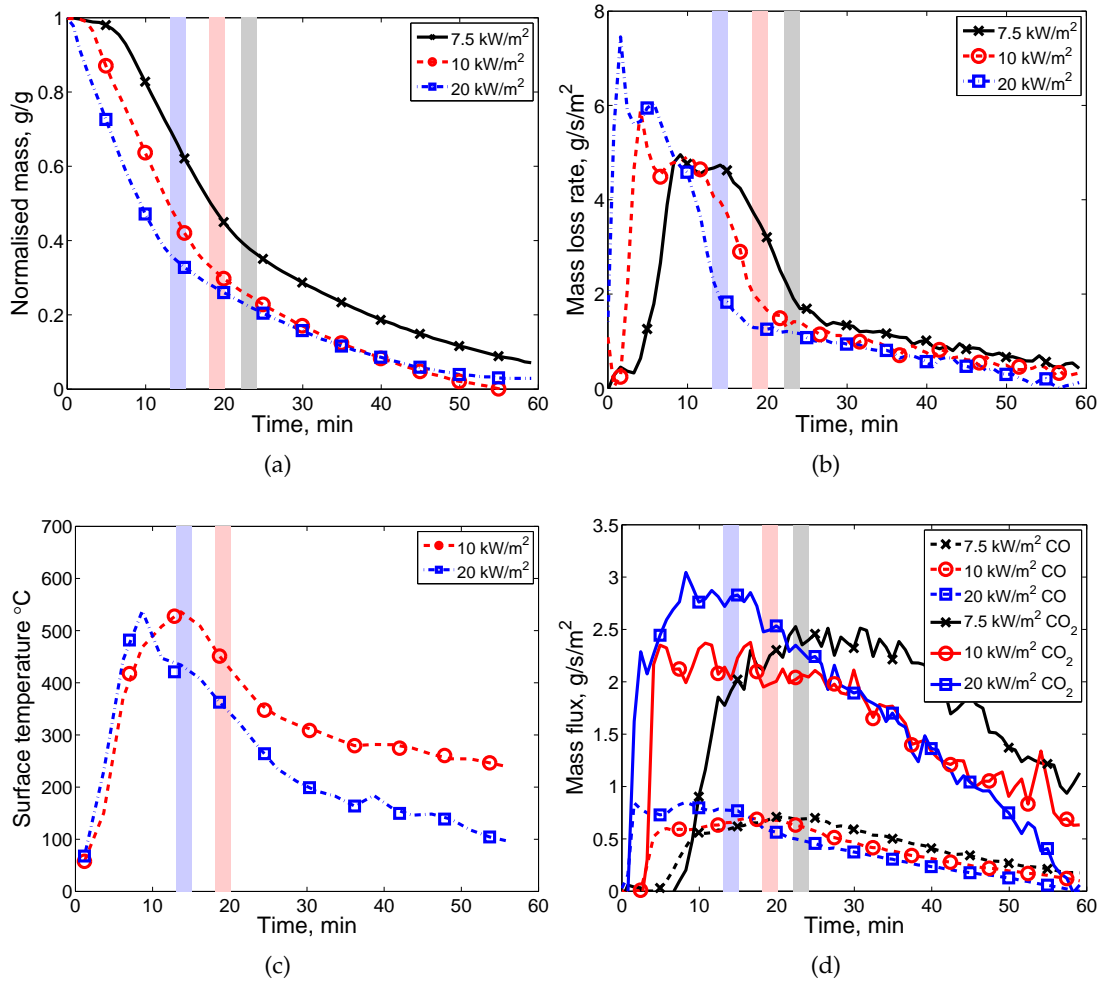 1
0.8
0.6
0.4
0.2
0
Normalised mass, g/g
0 10 20 30 40 50 60
Time, min
7.5 kW/m²
10 kW/m²
20 kW/m²
(a)
8
6
4
2
0
Mass loss rate, g/s/m²
0 10 20 30 40 50 60
Time, min
7.5 kW/m²
10 kW/m²
20 kW/m²
(b)
700
600
500
400
300
200
100
0
Surface temperature °C
0 10 20 30 40 50 60
Time, min
10 kW/m²
20 kW/m²
(c)
3.5
3
2.5
2
1.5
1
0.5
0
Mass flux, g/s/m²
0 10 20 30 40 50 60
Time, min
7.5 kW/m² CO
10 kW/m² CO
20 kW/m² CO
7.5 kW/m² CO₂
10 kW/m² CO₂
20 kW/m² CO₂
(d)